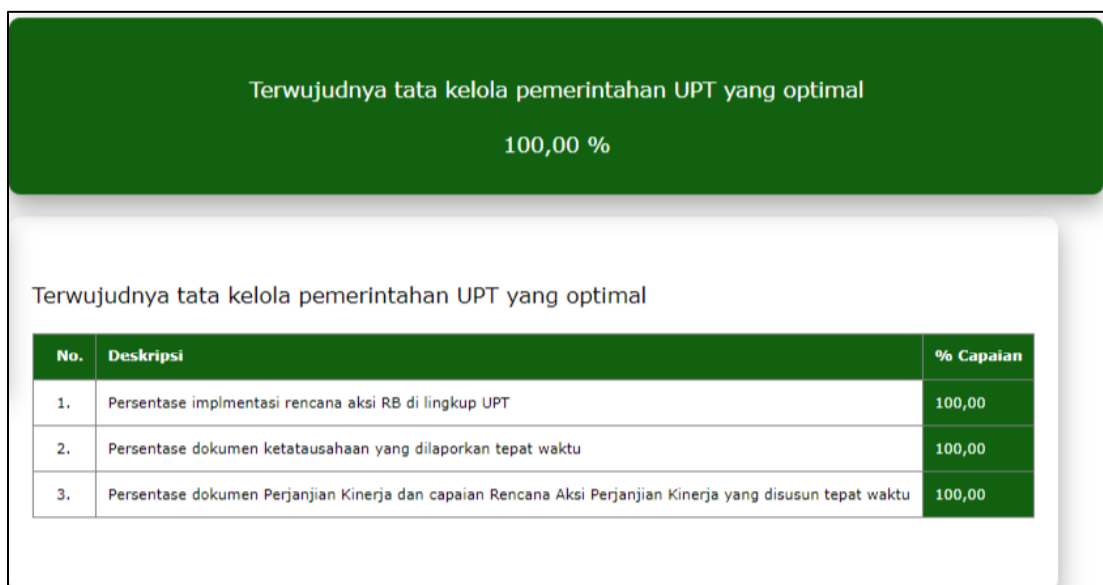 Terwujudnya tata kelola pemerintahan UPT yang optimal
100,00 %
Terwujudnya tata kelola pemerintahan UPT yang optimal
No. Deskripsi % Capaian
1. Persentase implmentasi rencana aksi RB di lingkup UPT 100,00
2. Persentase dokumen ketatausahaan yang dilaporkan tepat waktu 100,00
3. Persentase dokumen Perjanjian Kinerja dan capaian Rencana Aksi Perjanjian Kinerja yang disusun tepat waktu 100,00